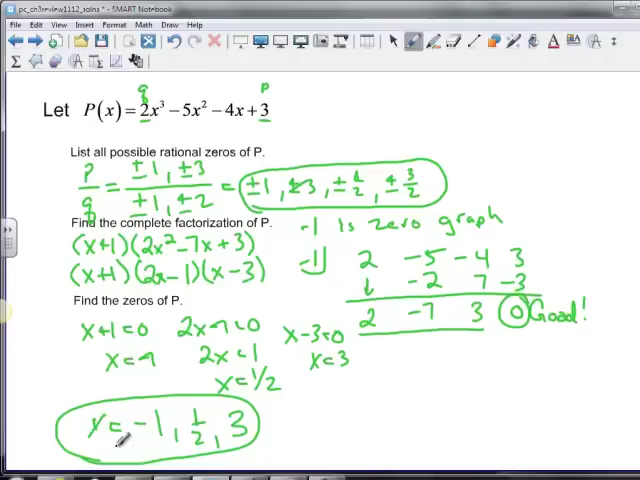 pc_ch3review1112_solns * - SMART Notebook
File Edit View Insert Format Tools Add-ons Draw Help
q p
Let P(x) = 2x³ − 5x² − 4x + 3
List all possible rational zeros of P.
p/q = ±1, ±3 / ±1, ±2 = ±1, ±3, ±1/2, ±3/2
Find the complete factorization of P.
-1 is zero graph
(x+1)(2x²-7x+3)
(x+1)(2x-1)(x-3)
-1 2 -5 -4 3
↓ -2 7 -3
2 -7 3 0 Good!
Find the zeros of P.
x+1=0 2x-1=0 x-3=0
x=-1 2x=1 x=3
x=1/2
x = -1, 1/2, 3